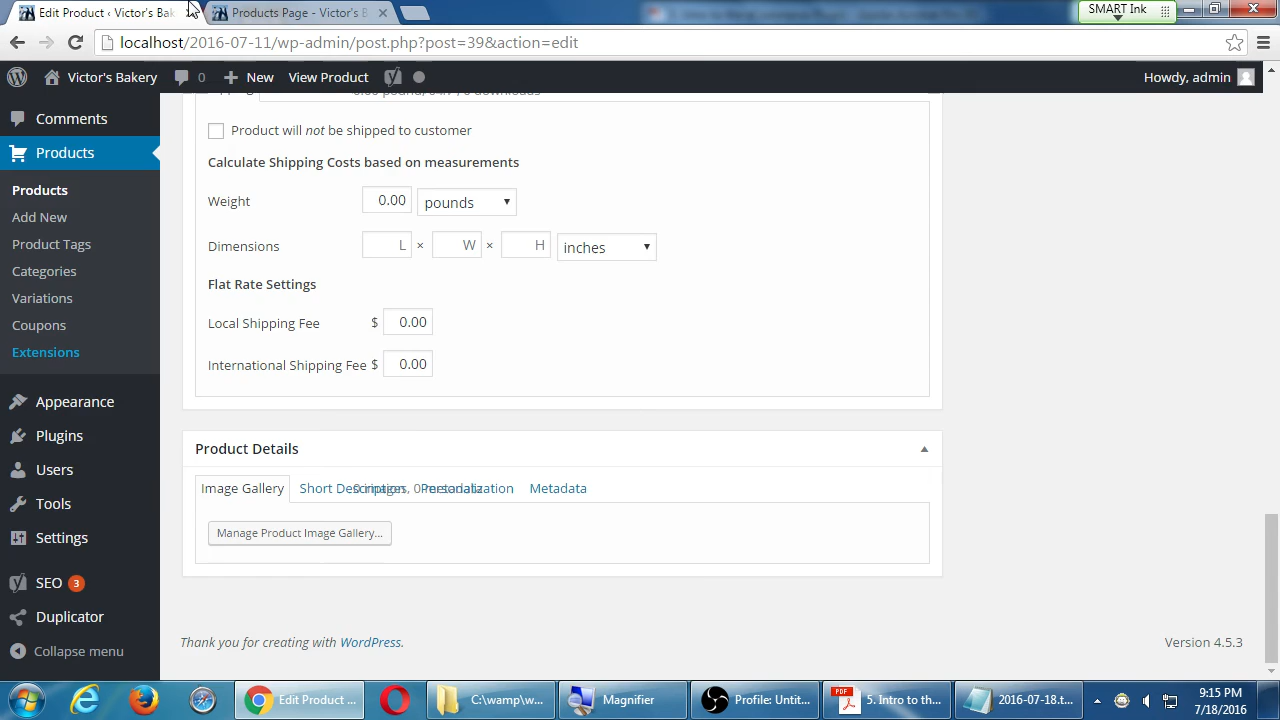 Edit Product ‹ Victor's Bak
Products Page - Victor's B
SMART Ink
localhost/2016-07-11/wp-admin/post.php?post=39&action=edit
Victor's Bakery
0
New
View Product
Howdy, admin
Comments
Products
Products
Add New
Product Tags
Categories
Variations
Coupons
Extensions
Appearance
Plugins
Users
Tools
Settings
SEO 3
Duplicator
Collapse menu
Product will not be shipped to customer
Calculate Shipping Costs based on measurements
Weight 0.00 pounds
Dimensions L × W × H inches
Flat Rate Settings
Local Shipping Fee $ 0.00
International Shipping Fee $ 0.00
Product Details
Image Gallery Short Description Personalization Metadata
Manage Product Image Gallery...
Thank you for creating with WordPress.
Version 4.5.3
Edit Product ...
C:\wamp\w...
Magnifier
Profile: Untit...
PDF
5. Intro to th...
2016-07-18.t...
9:15 PM
7/18/2016